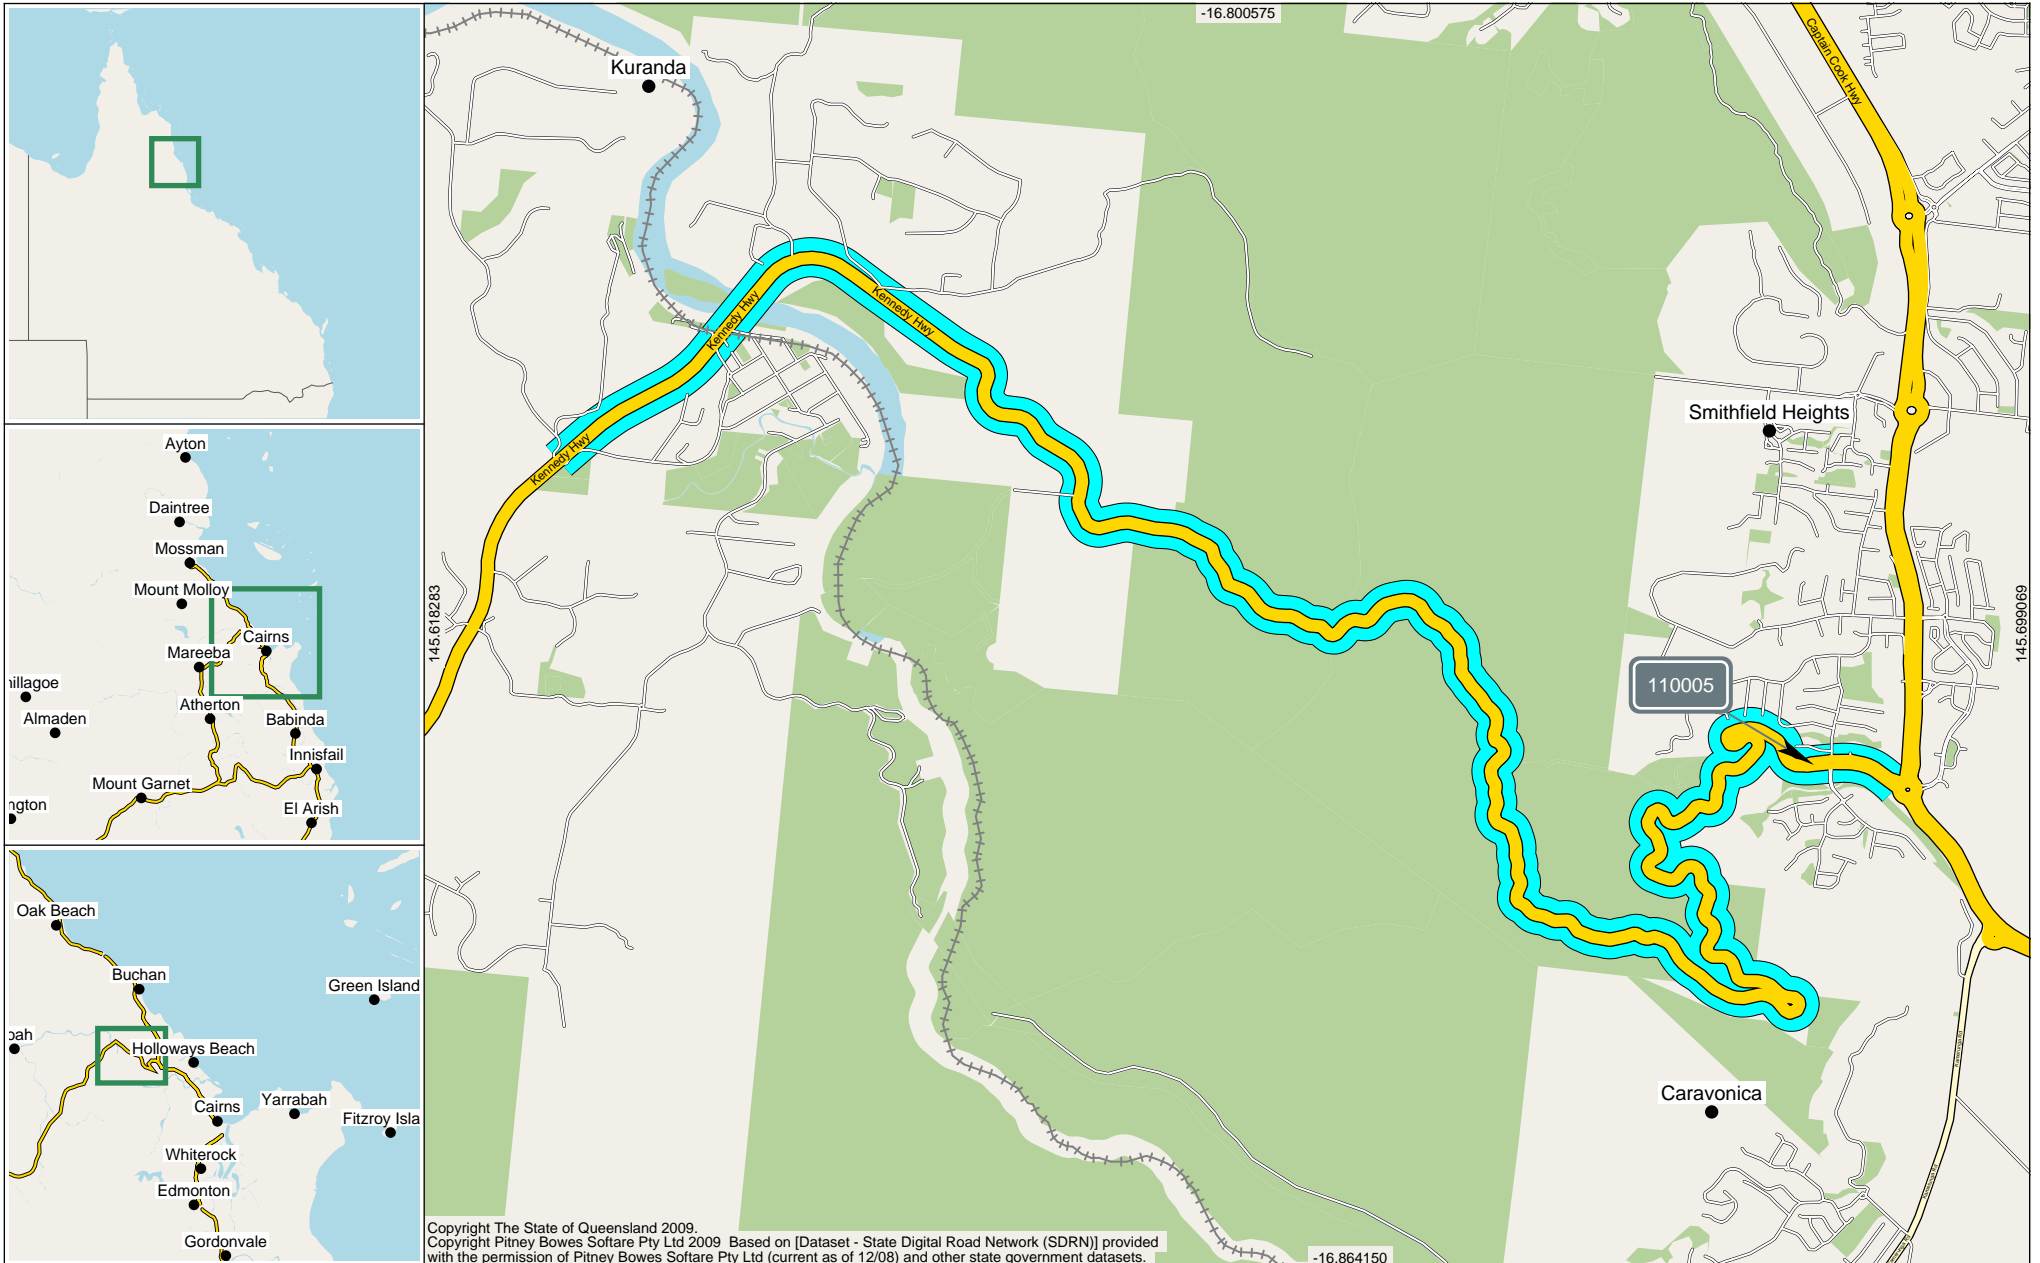 Ayton
Daintree
Mossman
Mount Molloy
Cairns
Mareeba
hillagoe
Atherton
Almaden
Babinda
Innisfail
Mount Garnet
ngton
El Arish
Oak Beach
Buchan
Green Island
oah
Holloways Beach
Cairns
Yarrabah
Fitzroy Isla
Whiterock
Edmonton
Gordonvale
-16.800575
Kuranda
Captain Cook Hwy
Kennedy Hwy
Kennedy Hwy
Kennedy Hwy
Smithfield Heights
145.618283
145.699069
110005
Caravonica
Copyright The State of Queensland 2009.
Copyright Pitney Bowes Softare Pty Ltd 2009 Based on [Dataset - State Digital Road Network (SDRN)] provided
with the permission of Pitney Bowes Softare Pty Ltd (current as of 12/08) and other state government datasets.
-16.864150